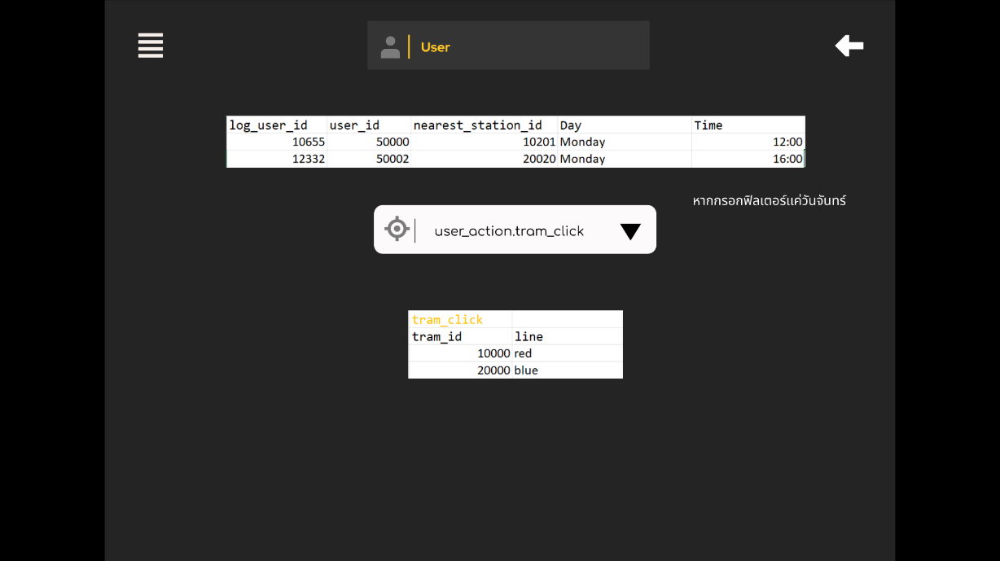 User
log_user_id user_id nearest_station_id Day Time
10655 50000 10201 Monday 12:00
12332 50002 20020 Monday 16:00
หากกรอกฟิลเตอร์แค่วันจันทร์
user_action.tram_click
tram_click
tram_id line
10000 red
20000 blue